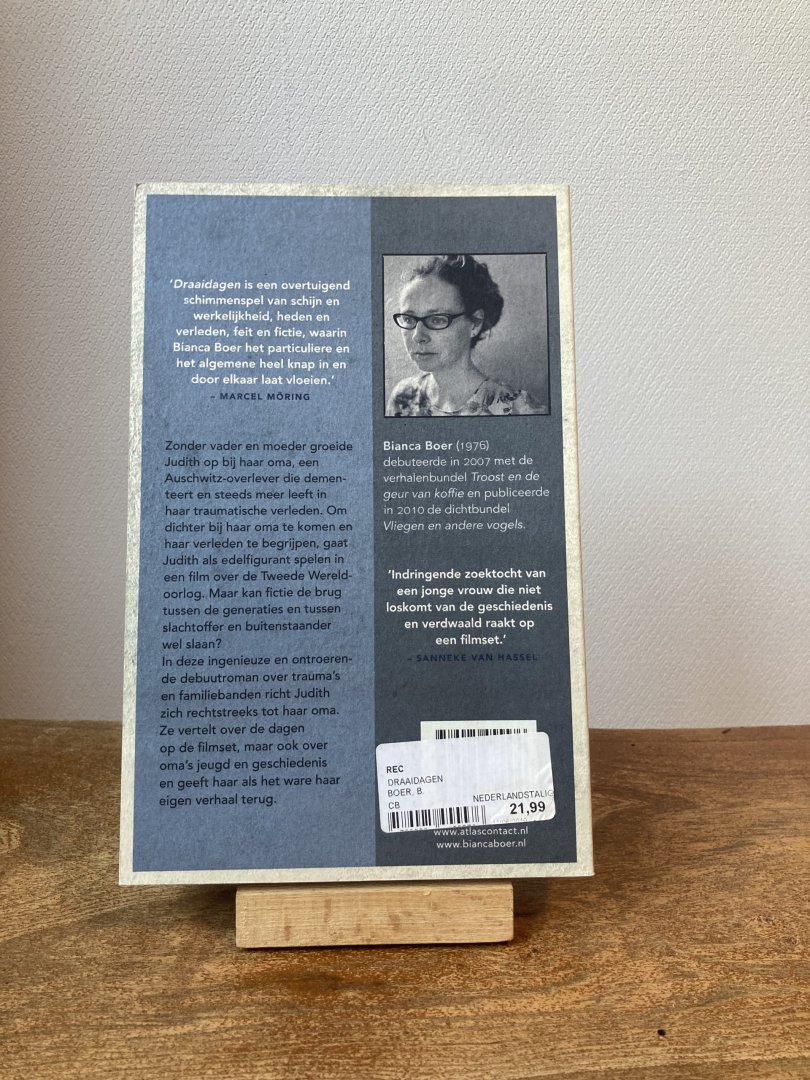 ‘Draaidagen is een overtuigend
schimmenspel van schijn en
werkelijkheid, heden en
verleden, feit en fictie, waarin
Bianca Boer het particuliere en
het algemene heel knap in en
door elkaar laat vloeien.’
– MARCEL MÖRING
Zonder vader en moeder groeide
Judith op bij haar oma, een
Auschwitz-overlever die demen-
teert en steeds meer leeft in
haar traumatische verleden. Om
dichter bij haar oma te komen en
haar verleden te begrijpen, gaat
Judith als edelfigurant spelen in
een film over de Tweede Wereld-
oorlog. Maar kan fictie de brug
tussen de generaties en tussen
slachtoffer en buitenstaander
wel slaan?
In deze ingenieuze en ontroeren-
de debuutroman over trauma’s
en familiebanden richt Judith
zich rechtstreeks tot haar oma.
Ze vertelt over de dagen
op de filmset, maar ook over
oma’s jeugd en geschiedenis
en geeft haar als het ware haar
eigen verhaal terug.
Bianca Boer (1976)
debuteerde in 2007 met de
verhalenbundel Troost en de
geur van koffie en publiceerde
in 2010 de dichtbundel
Vliegen en andere vogels.
‘Indringende zoektocht van
een jonge vrouw die niet
loskomt van de geschiedenis
en verdwaald raakt op
een filmset.’
– SANNEKE VAN HASSEL
REC
DRAAIDAGEN
BOER, B.
CB
NEDERLANDSTALIG
21,99
www.atlascontact.nl
www.biancaboer.nl